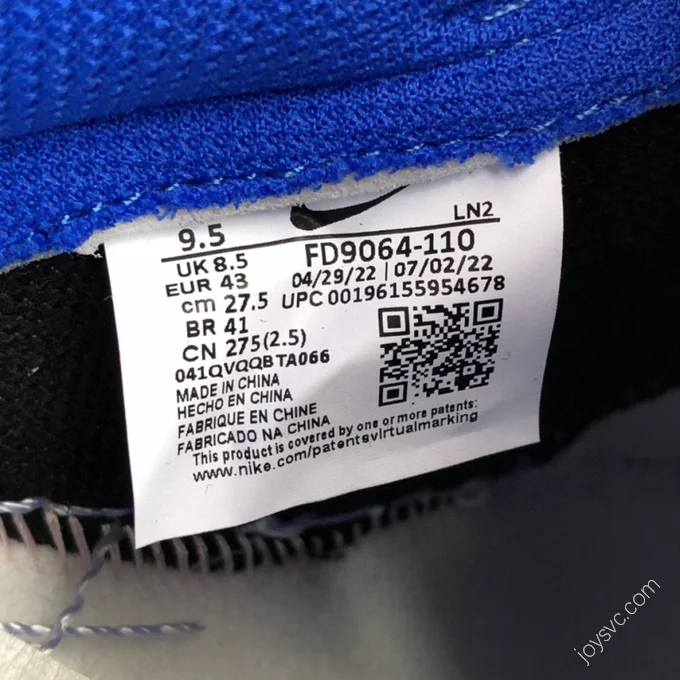 9.5 LN2
UK 8.5 FD9064-110
EUR 43 04/29/22 | 07/02/22
cm 27.5 UPC 00196155954678
BR 41
CN 275(2.5)
041QVQQBTA066
MADE IN CHINA
HECHO EN CHINA
FABRIQUE EN CHINE
FABRICADO NA CHINA
This product is covered by one or more patents:
www.nike.com/patentsvirtualmarking
joysvc.com